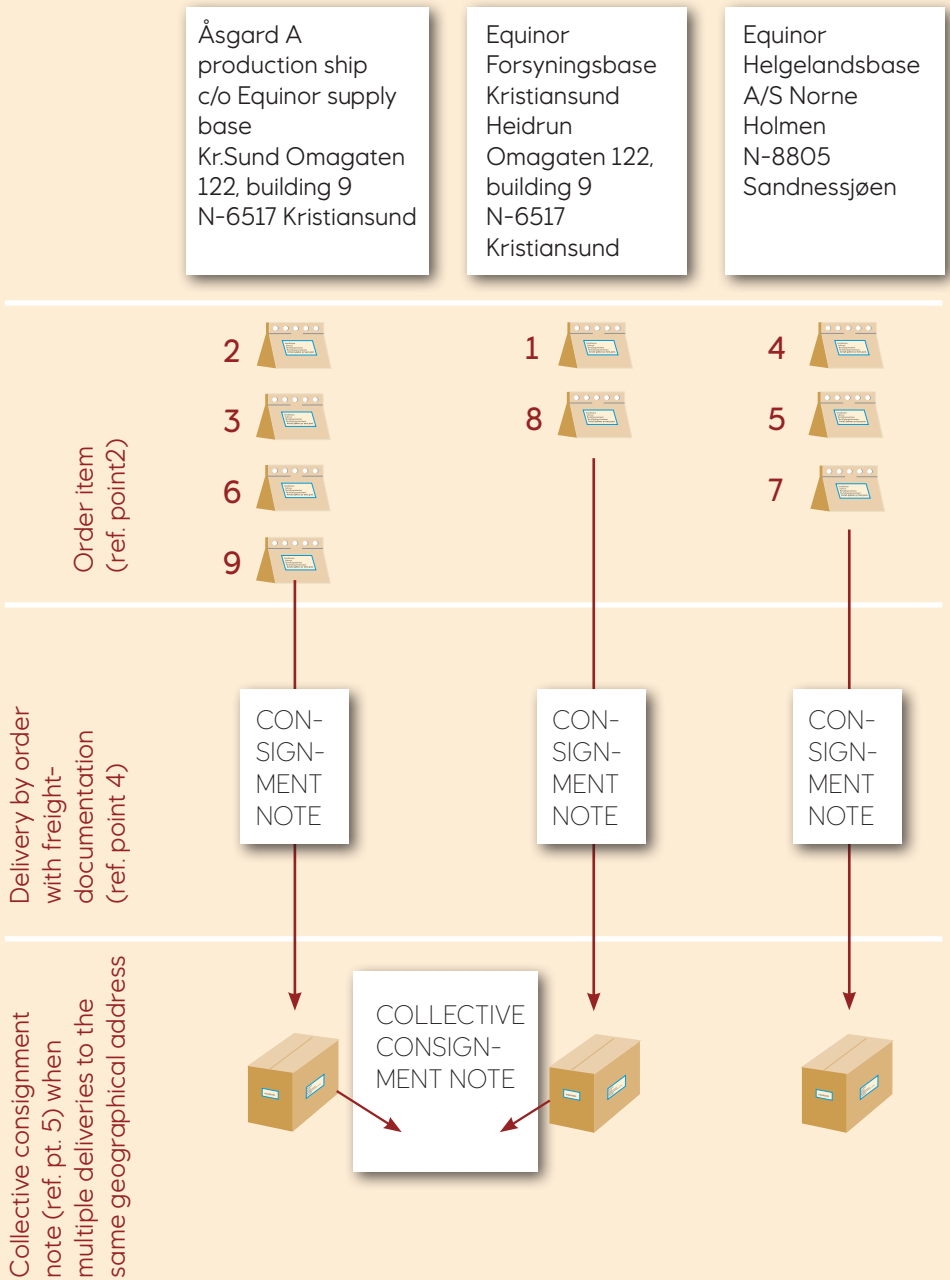 Åsgard A
production ship
c/o Equinor supply
base
Kr.Sund Omagaten
122, building 9
N-6517 Kristiansund
Equinor
Forsyningsbase
Kristiansund
Heidrun
Omagaten 122,
building 9
N-6517
Kristiansund
Equinor
Helgelandsbase
A/S Norne
Holmen
N-8805
Sandnessjøen
Order item
(ref. point2)
2
3
6
9
1
8
4
5
7
Delivery by order
with freight-
documentation
(ref. point 4)
CON-
SIGN-
MENT
NOTE
CON-
SIGN-
MENT
NOTE
CON-
SIGN-
MENT
NOTE
Collective consignment
note (ref. pt. 5) when
multiple deliveries to the
same geographical address
COLLECTIVE
CONSIGN-
MENT NOTE